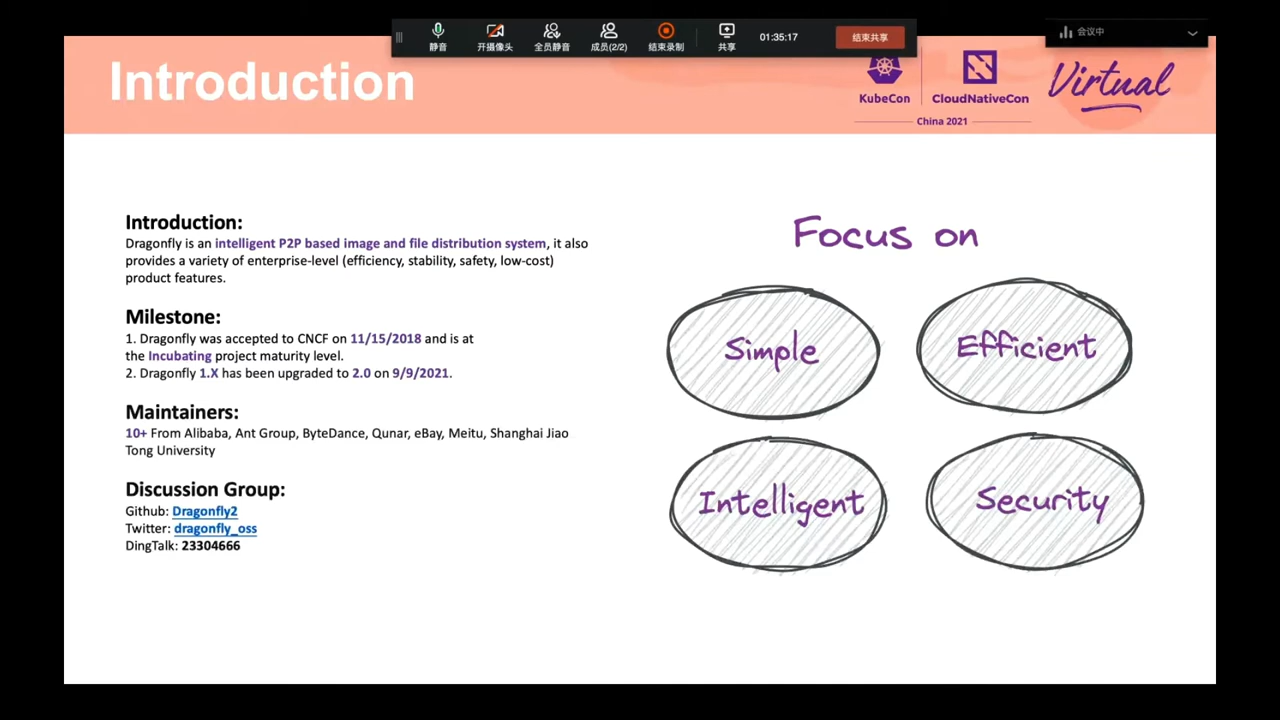 静音
开摄像头
全员静音
成员(2/2)
结束录制
共享
01:35:17
结束共享
会议中
Introduction
KubeCon
CloudNativeCon
China 2021
Virtual
Introduction:
Dragonfly is an intelligent P2P based image and file distribution system, it also
provides a variety of enterprise-level (efficiency, stability, safety, low-cost)
product features.
Milestone:
1. Dragonfly was accepted to CNCF on 11/15/2018 and is at
the Incubating project maturity level.
2. Dragonfly 1.X has been upgraded to 2.0 on 9/9/2021.
Maintainers:
10+ From Alibaba, Ant Group, ByteDance, Qunar, eBay, Meitu, Shanghai Jiao
Tong University
Discussion Group:
Github: Dragonfly2
Twitter: dragonfly_oss
DingTalk: 23304666
Focus on
Simple
Efficient
Intelligent
Security